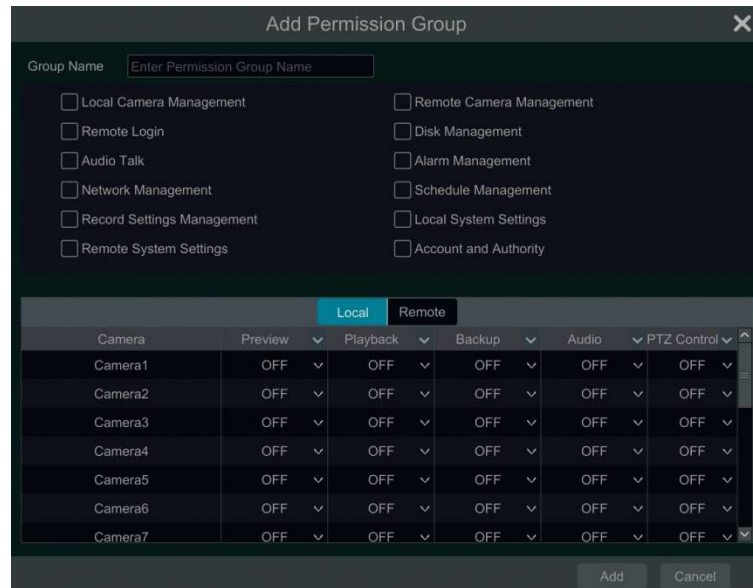 Add Permission Group
Group Name Enter Permission Group Name
Local Camera Management Remote Camera Management
Remote Login Disk Management
Audio Talk Alarm Management
Network Management Schedule Management
Record Settings Management Local System Settings
Remote System Settings Account and Authority
Local Remote
Camera Preview Playback Backup Audio PTZ Control
Camera1 OFF OFF OFF OFF OFF
Camera2 OFF OFF OFF OFF OFF
Camera3 OFF OFF OFF OFF OFF
Camera4 OFF OFF OFF OFF OFF
Camera5 OFF OFF OFF OFF OFF
Camera6 OFF OFF OFF OFF OFF
Camera7 OFF OFF OFF OFF OFF
Add Cancel